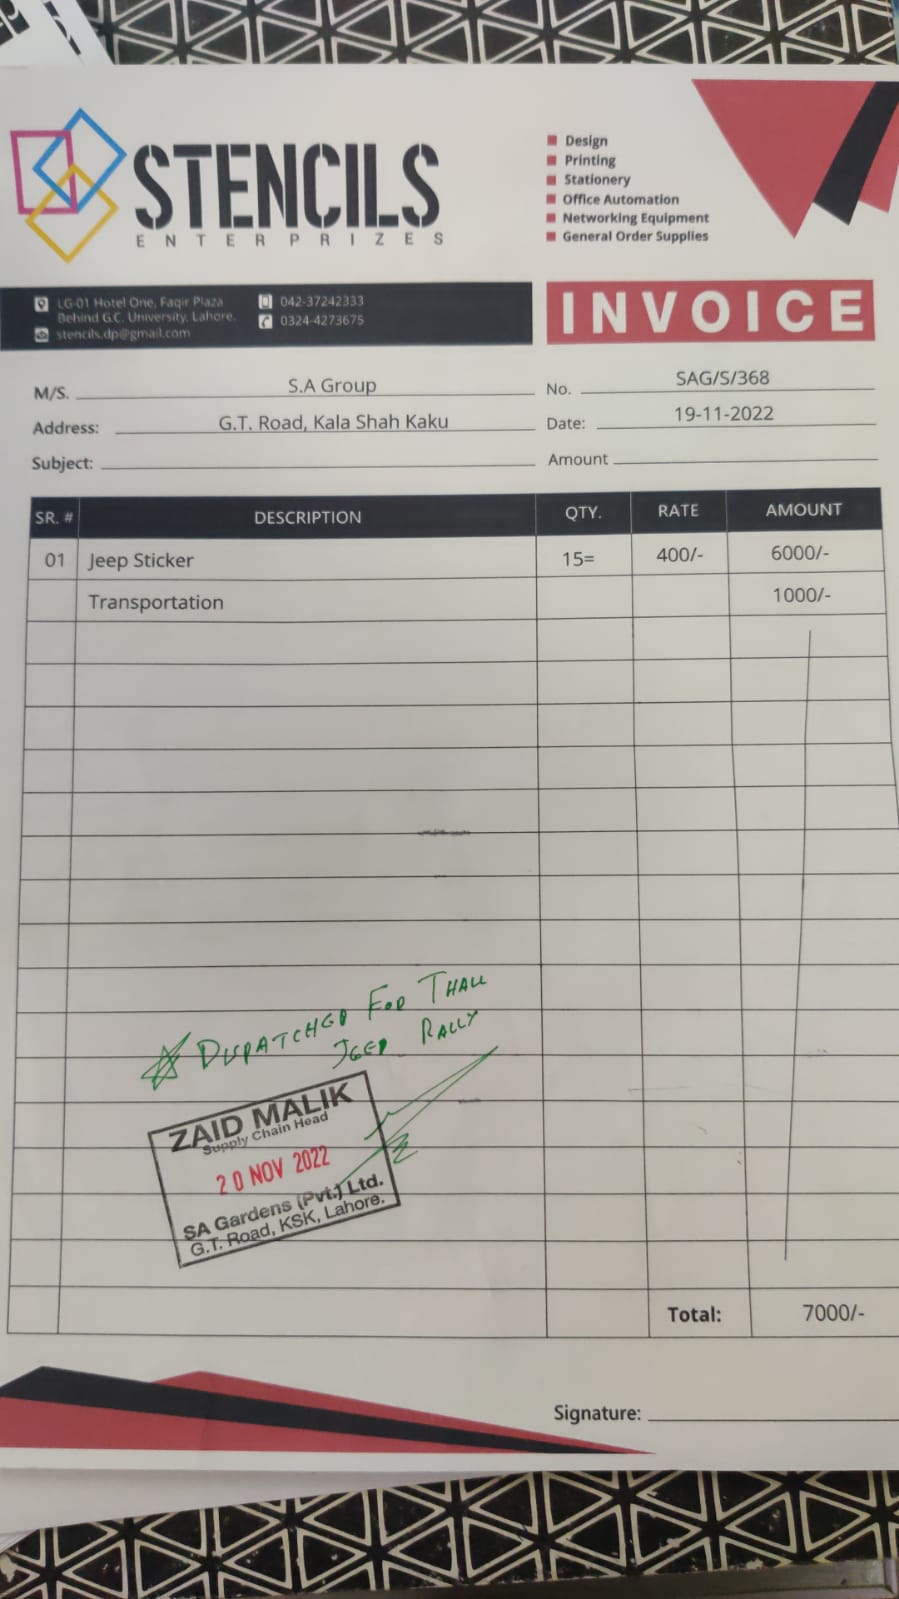 STENCILS
ENTERPRIZES
Design
Printing
Stationery
Office Automation
Networking Equipment
General Order Supplies
LG-01 Hotel One, Faqir Plaza
Behind G.C. University, Lahore.
stencils.dp@gmail.com
042-37242333
0324-4273675
INVOICE
M/S. S.A Group
No. SAG/S/368
Address: G.T. Road, Kala Shah Kaku
Date: 19-11-2022
Subject:
Amount
SR. # DESCRIPTION QTY. RATE AMOUNT
01 Jeep Sticker 15= 400/- 6000/-
Transportation 1000/-
DISPATCHED FOR THALL
JEEP RALLY
ZAID MALIK
Supply Chain Head
20 NOV 2022
SA Gardens (Pvt.) Ltd.
G.T. Road, KSK, Lahore.
Total: 7000/-
Signature: